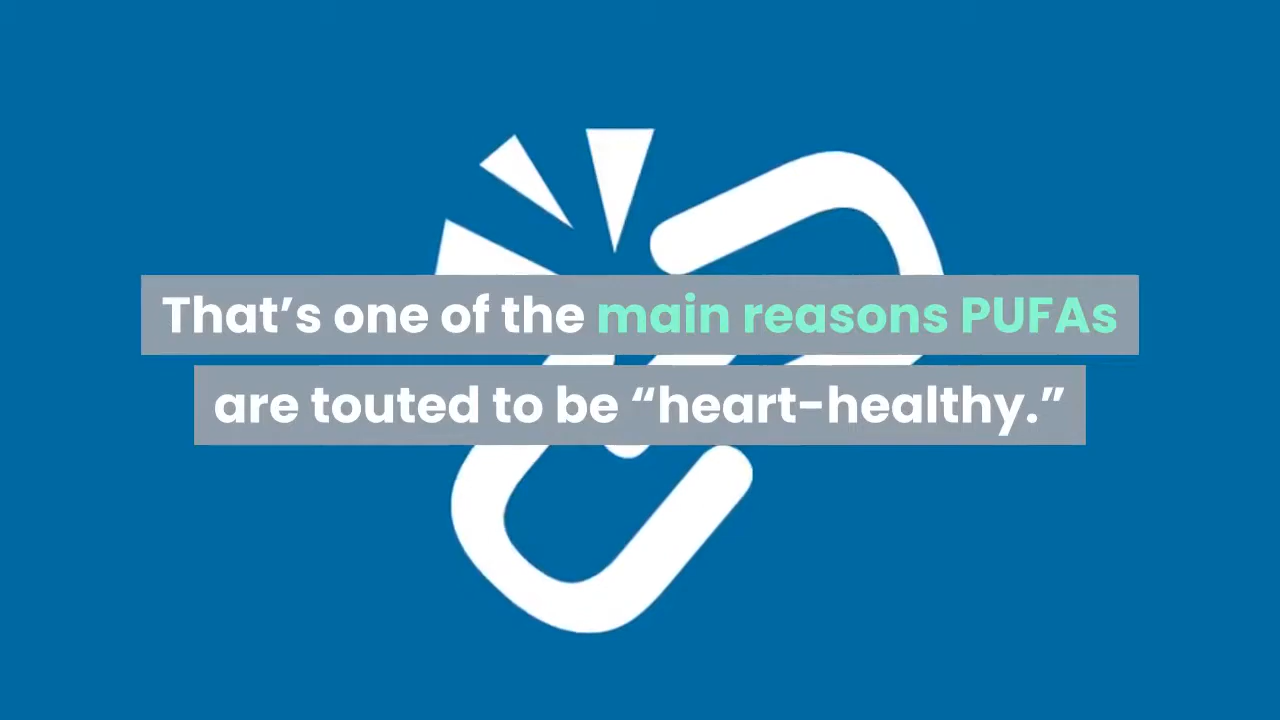 That’s one of the main reasons PUFAs
are touted to be “heart-healthy.”